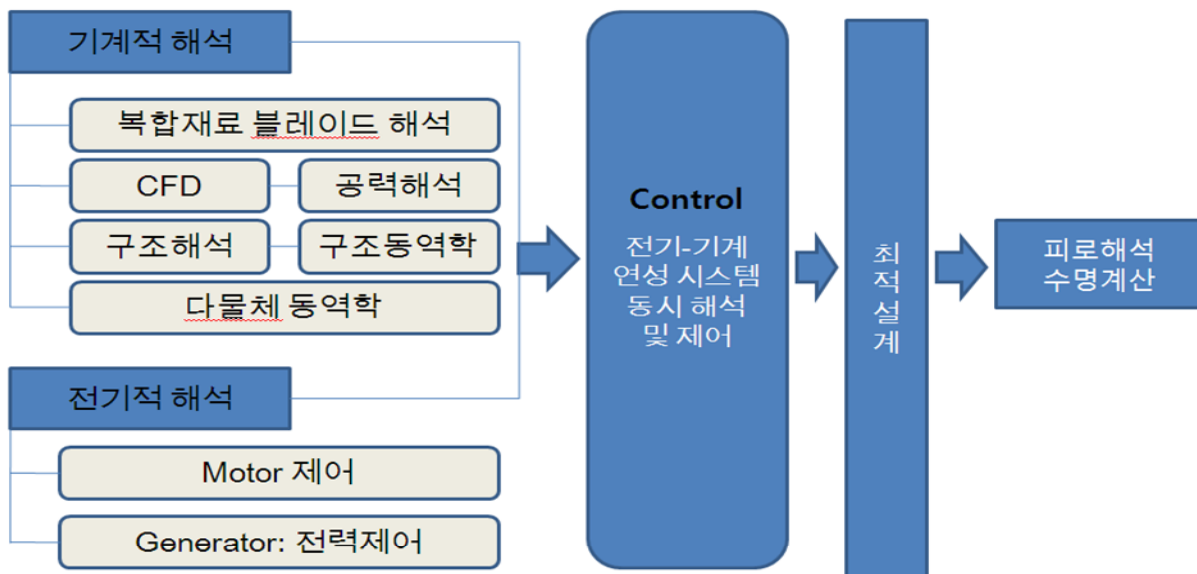 기계적 해석
복합재료 블레이드 해석
CFD
공력해석
구조해석
구조동역학
다물체 동역학
전기적 해석
Motor 제어
Generator: 전력제어
Control
전기-기계
연성 시스템
동시 해석
및 제어
최
적
설
계
피로해석
수명계산